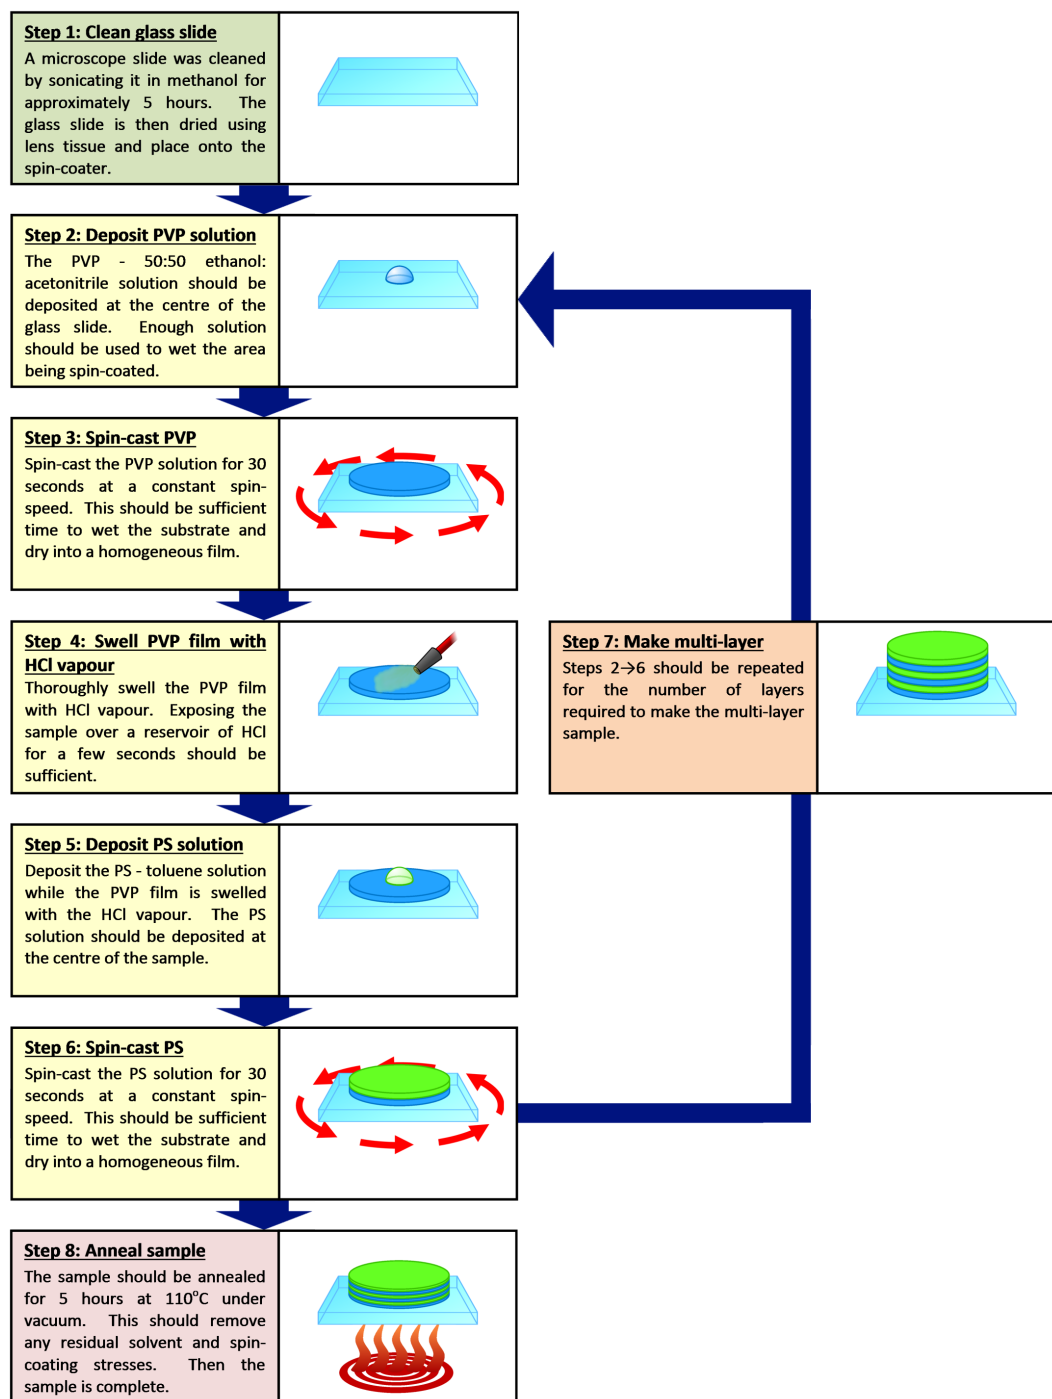 Step 1: Clean glass slide
A microscope slide was cleaned
by sonicating it in methanol for
approximately 5 hours. The
glass slide is then dried using
lens tissue and place onto the
spin-coater.
Step 2: Deposit PVP solution
The PVP - 50:50 ethanol:
acetonitrile solution should be
deposited at the centre of the
glass slide. Enough solution
should be used to wet the area
being spin-coated.
Step 3: Spin-cast PVP
Spin-cast the PVP solution for 30
seconds at a constant spin-
speed. This should be sufficient
time to wet the substrate and
dry into a homogeneous film.
Step 4: Swell PVP film with
HCl vapour
Thoroughly swell the PVP film
with HCl vapour. Exposing the
sample over a reservoir of HCl
for a few seconds should be
sufficient.
Step 7: Make multi-layer
Steps 2→6 should be repeated
for the number of layers
required to make the multi-layer
sample.
Step 5: Deposit PS solution
Deposit the PS - toluene solution
while the PVP film is swelled
with the HCl vapour. The PS
solution should be deposited at
the centre of the sample.
Step 6: Spin-cast PS
Spin-cast the PS solution for 30
seconds at a constant spin-
speed. This should be sufficient
time to wet the substrate and
dry into a homogeneous film.
Step 8: Anneal sample
The sample should be annealed
for 5 hours at 110°C under
vacuum. This should remove
any residual solvent and spin-
coating stresses. Then the
sample is complete.